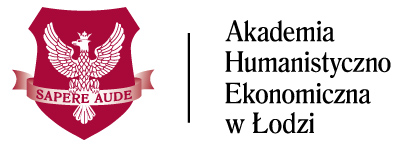 SAPERE AUDE
Akademia
Humanistyczno
Ekonomiczna
w Łodzi